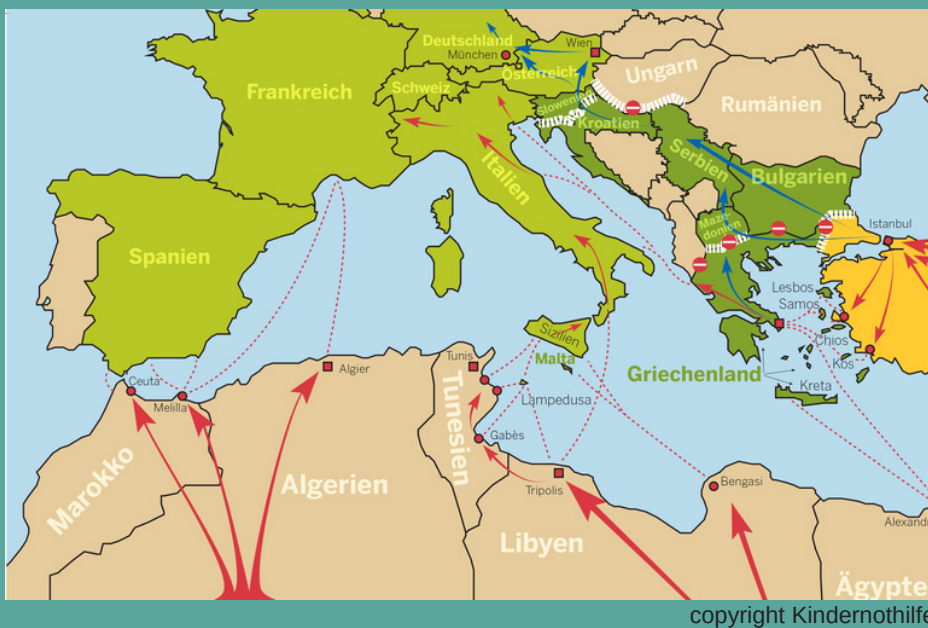 Deutschland
München
Wien
Österreich
Ungarn
Frankreich
Schweiz
Rumänien
Slowenien
Kroatien
Italien
Serbien
Bulgarien
Maze-
donien
Istanbul
Spanien
Lesbos
Samos
Sizilien
Malta
Chios
Kos
Griechenland
Kreta
Tunis
Algier
Ceuta
Melilla
Lampedusa
Tunesien
Gabès
Marokko
Algerien
Tripolis
Bengasi
Libyen
Alexand
Ägypte
copyright Kindernothilfe